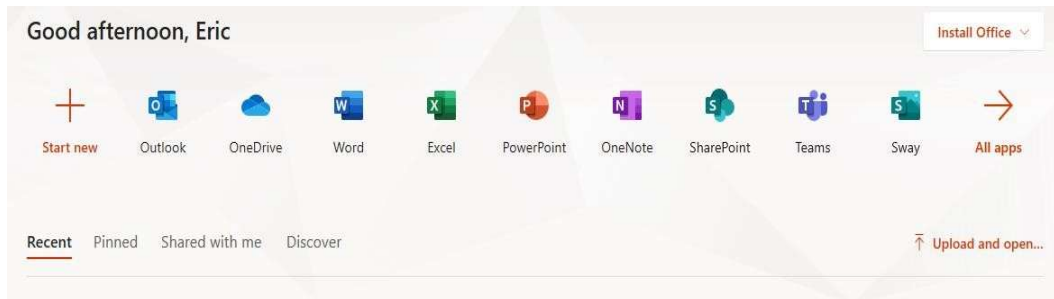 Good afternoon, Eric
Install Office
Start new
Outlook
OneDrive
Word
Excel
PowerPoint
OneNote
SharePoint
Teams
Sway
All apps
Recent Pinned Shared with me Discover
Upload and open...